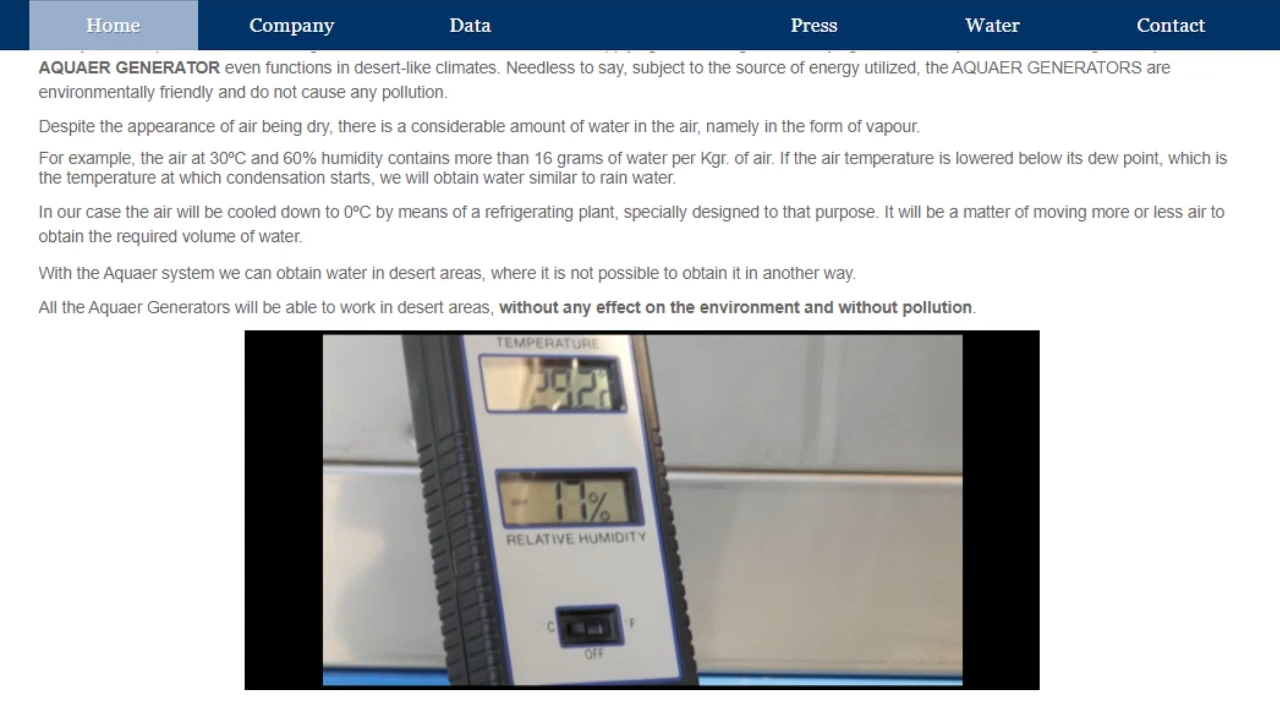 Home Company Data Press Water Contact
AQUAER GENERATOR even functions in desert-like climates. Needless to say, subject to the source of energy utilized, the AQUAER GENERATORS are
environmentally friendly and do not cause any pollution.
Despite the appearance of air being dry, there is a considerable amount of water in the air, namely in the form of vapour.
For example, the air at 30ºC and 60% humidity contains more than 16 grams of water per Kgr. of air. If the air temperature is lowered below its dew point, which is
the temperature at which condensation starts, we will obtain water similar to rain water.
In our case the air will be cooled down to 0ºC by means of a refrigerating plant, specially designed to that purpose. It will be a matter of moving more or less air to
obtain the required volume of water.
With the Aquaer system we can obtain water in desert areas, where it is not possible to obtain it in another way.
All the Aquaer Generators will be able to work in desert areas, without any effect on the environment and without pollution.
TEMPERATURE
%
RELATIVE HUMIDITY
°C °F
OFF